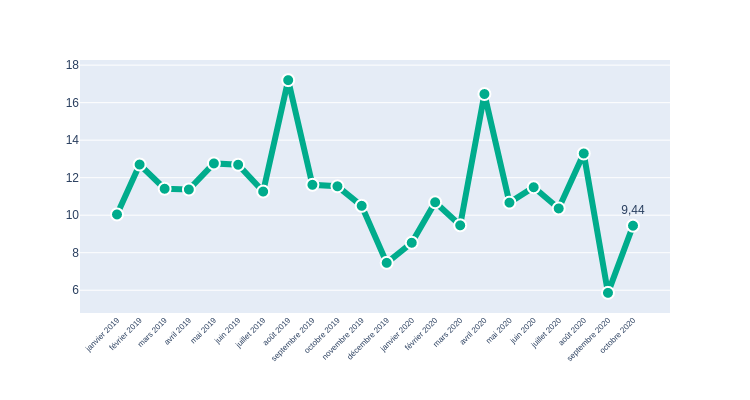 18
16
14
12
10
8
6
9,44
janvier 2019
février 2019
mars 2019
avril 2019
mai 2019
juin 2019
juillet 2019
août 2019
septembre 2019
octobre 2019
novembre 2019
décembre 2019
janvier 2020
février 2020
mars 2020
avril 2020
mai 2020
juin 2020
juillet 2020
août 2020
septembre 2020
octobre 2020